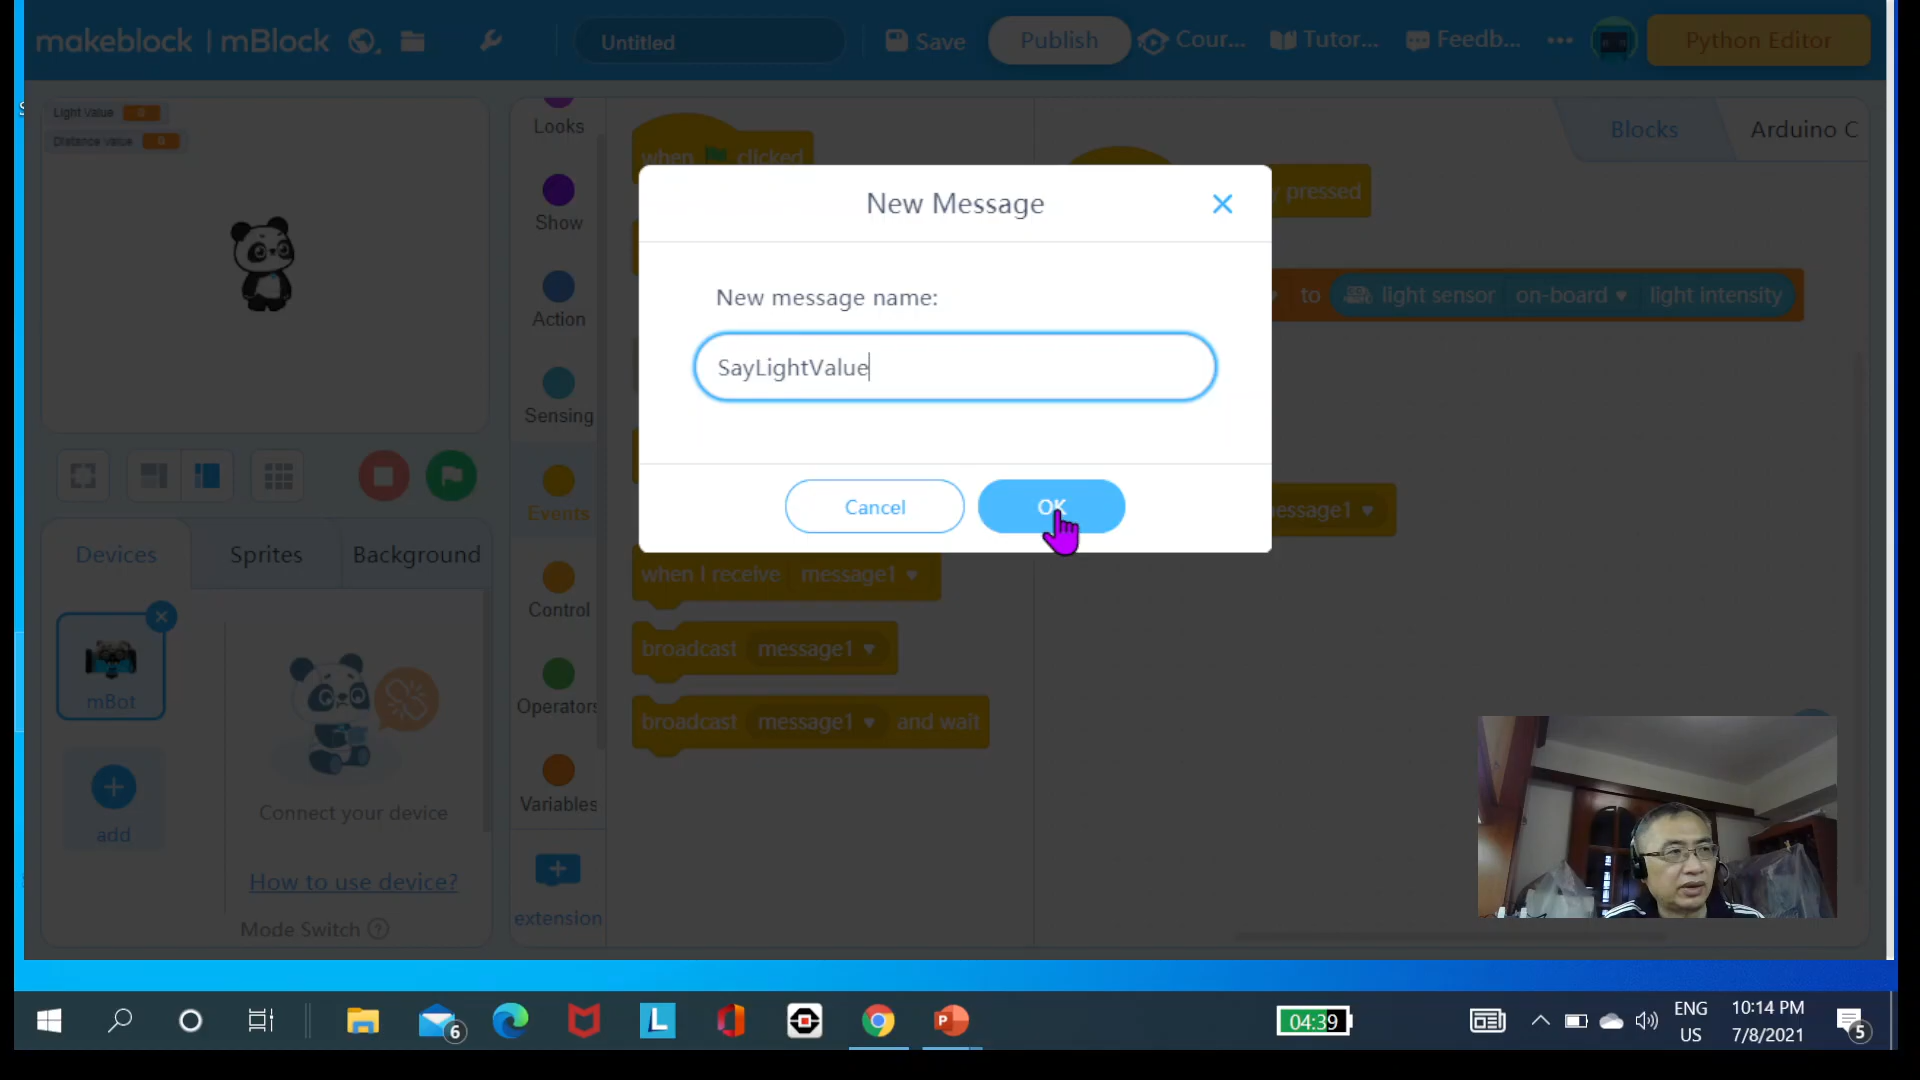 makeblock | mBlock
Untitled
Save
Publish
Cour...
Tutor...
Feedb...
Python Editor
Light Value 0
Distance value 0
Looks
Show
Action
Sensing
Events
Control
Operators
Variables
extension
when clicked
when I receive message1
broadcast message1
broadcast message1 and wait
Blocks
Arduino C
pressed
to light sensor on-board light intensity
essage1
New Message
New message name:
SayLightValue
Cancel
OK
Devices
Sprites
Background
mBot
add
Connect your device
How to use device?
Mode Switch
6
L
P
04:39
ENG
US
10:14 PM
7/8/2021
5